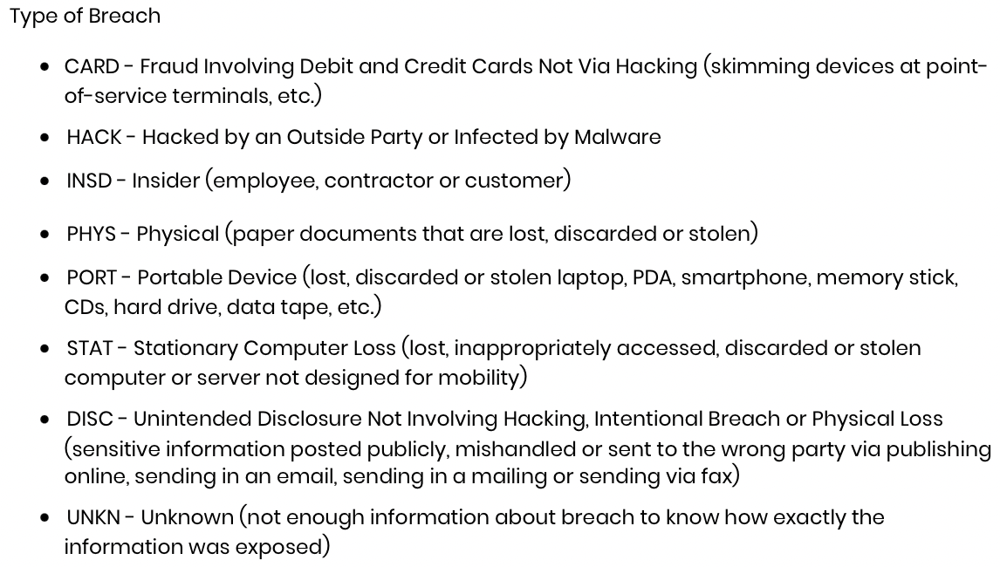 Type of Breach
• CARD - Fraud Involving Debit and Credit Cards Not Via Hacking (skimming devices at point-
of-service terminals, etc.)
• HACK - Hacked by an Outside Party or Infected by Malware
• INSD - Insider (employee, contractor or customer)
• PHYS - Physical (paper documents that are lost, discarded or stolen)
• PORT - Portable Device (lost, discarded or stolen laptop, PDA, smartphone, memory stick,
CDs, hard drive, data tape, etc.)
• STAT - Stationary Computer Loss (lost, inappropriately accessed, discarded or stolen
computer or server not designed for mobility)
• DISC - Unintended Disclosure Not Involving Hacking, Intentional Breach or Physical Loss
(sensitive information posted publicly, mishandled or sent to the wrong party via publishing
online, sending in an email, sending in a mailing or sending via fax)
• UNKN - Unknown (not enough information about breach to know how exactly the
information was exposed)